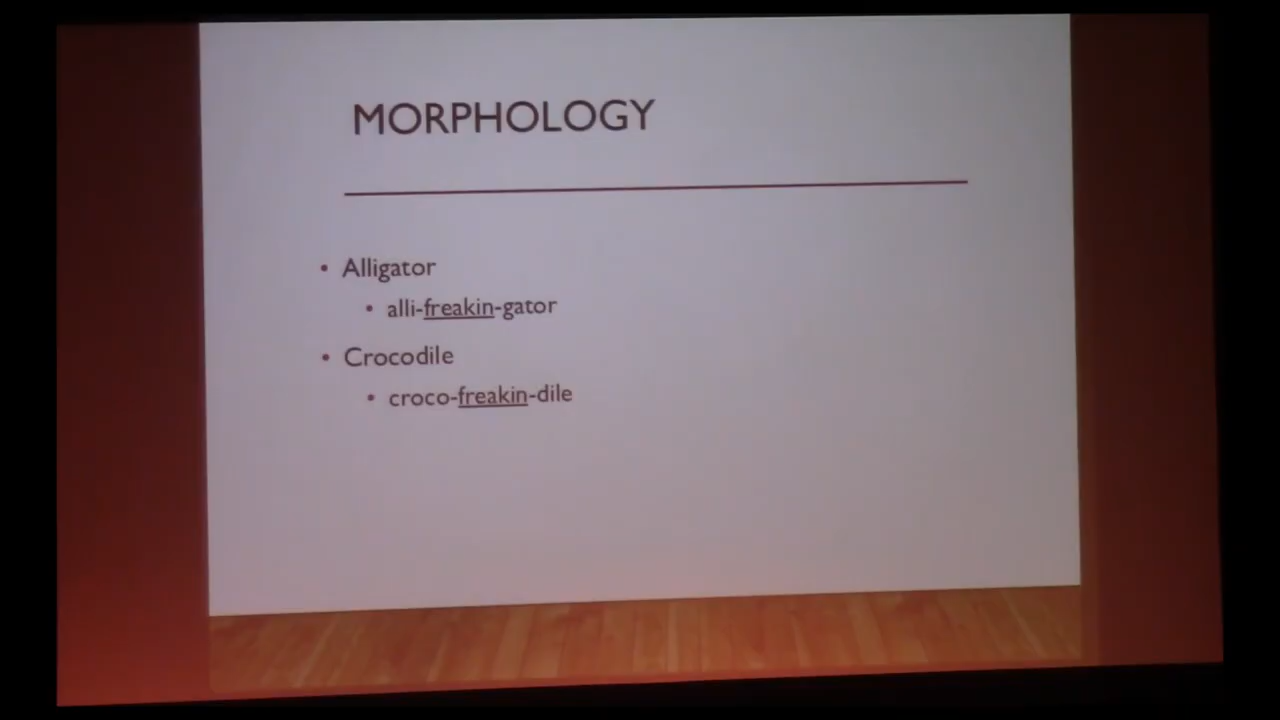 MORPHOLOGY
• Alligator
• alli-freakin-gator
• Crocodile
• croco-freakin-dile